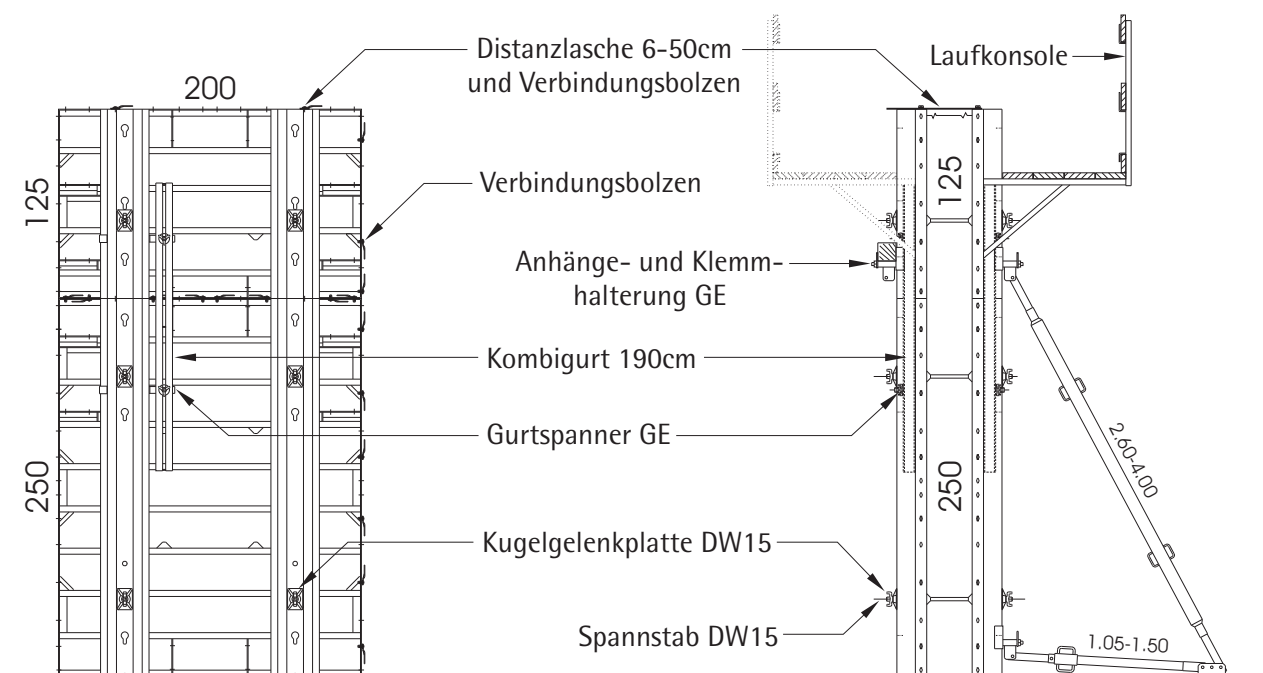 Distanzlasche 6-50cm
und Verbindungsbolzen
Laufkonsole
200
125
Verbindungsbolzen
125
Anhänge- und Klemm-
halterung GE
Kombigurt 190cm
Gurtspanner GE
2.60-4.00
250
250
Kugelgelenkplatte DW15
Spannstab DW15
1.05-1.50